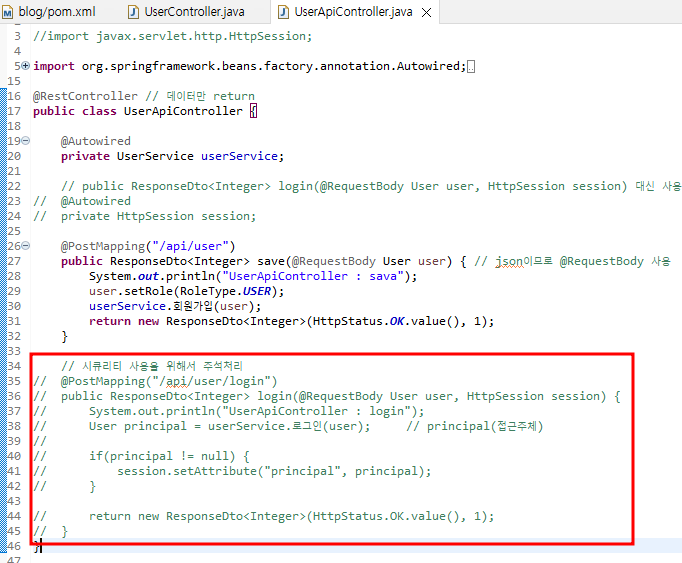 blog/pom.xml UserController.java UserApiController.java
3 //import javax.servlet.http.HttpSession;
4
5 import org.springframework.beans.factory.annotation.Autowired;
15
16 @RestController // 데이터만 return
17 public class UserApiController {
18
19 @Autowired
20 private UserService userService;
21
22 // public ResponseDto<Integer> login(@RequestBody User user, HttpSession session) 대신 사용
23 // @Autowired
24 // private HttpSession session;
25
26 @PostMapping("/api/user")
27 public ResponseDto<Integer> save(@RequestBody User user) { // json이므로 @RequestBody 사용
28 System.out.println("UserApiController : sava");
29 user.setRole(RoleType.USER);
30 userService.회원가입(user);
31 return new ResponseDto<Integer>(HttpStatus.OK.value(), 1);
32 }
33
34 // 시큐리티 사용을 위해서 주석처리
35 // @PostMapping("/api/user/login")
36 // public ResponseDto<Integer> login(@RequestBody User user, HttpSession session) {
37 // System.out.println("UserApiController : login");
38 // User principal = userService.로그인(user); // principal(접근주체)
39 //
40 // if(principal != null) {
41 // session.setAttribute("principal", principal);
42 // }
43
44 // return new ResponseDto<Integer>(HttpStatus.OK.value(), 1);
45 // }
46 }
47